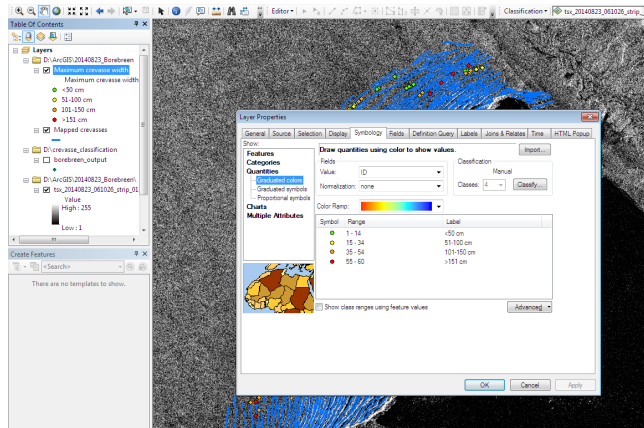 Editor
Classification
tsx_20140823_061026_strip_
Table Of Contents
Layers
D:\ArcGIS\20140823_Borebreen
Maximum crevasse width
Maximum crevasse width
<50 cm
51-100 cm
101-150 cm
>151 cm
Mapped crevasses
D:\crevasse_classification
borebreen_output
D:\ArcGIS\20140823_Borebreen\
tsx_20140823_061026_strip_01
Value
High : 255
Low : 1
Create Features
<Search>
There are no templates to show.
Layer Properties
General Source Selection Display Symbology Fields Definition Query Labels Joins & Relates Time HTML Popup
Show:
Features
Categories
Quantities
Graduated colors
Graduated symbols
Proportional symbols
Charts
Multiple Attributes
Draw quantities using color to show values.
Import...
Fields
Value: ID
Normalization: none
Classification
Manual
Classes: 4
Classify...
Color Ramp:
Symbol Range Label
1 - 14 <50 cm
15 - 34 51-100 cm
35 - 54 101-150 cm
55 - 60 >151 cm
Show class ranges using feature values
Advanced
OK Cancel Apply